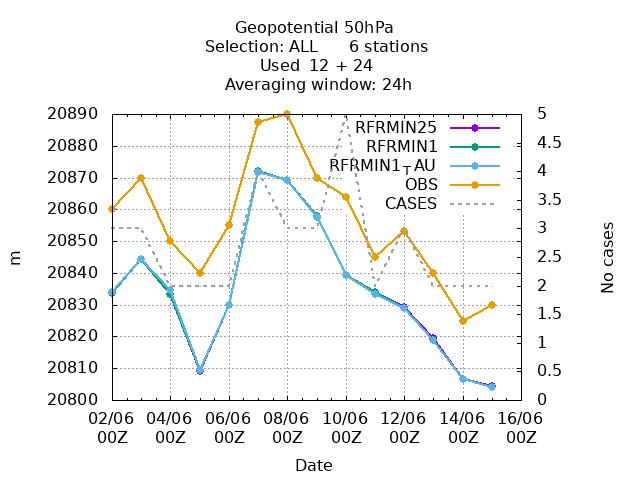 Geopotential 50hPa
Selection: ALL      6 stations
Used  12 + 24
Averaging window: 24h
20890
20880
20870
20860
20850
20840
20830
20820
20810
20800
m
RFRMIN25
RFRMIN1
RFRMIN1TAU
OBS
CASES
5
4.5
4
3.5
3
2.5
2
1.5
1
0.5
0
No cases
02/06 04/06 06/06 08/06 10/06 12/06 14/06 16/06
00Z 00Z 00Z 00Z 00Z 00Z 00Z 00Z
Date